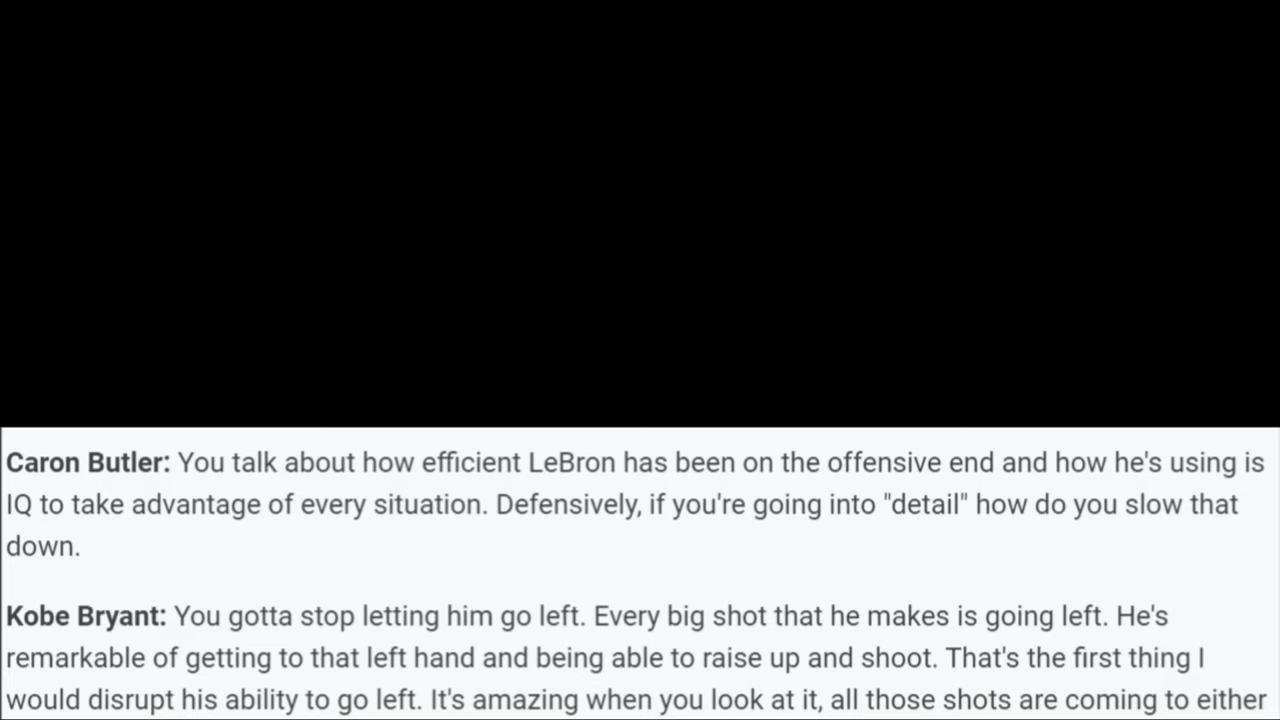 Caron Butler: You talk about how efficient LeBron has been on the offensive end and how he's using is
IQ to take advantage of every situation. Defensively, if you're going into "detail" how do you slow that
down.
Kobe Bryant: You gotta stop letting him go left. Every big shot that he makes is going left. He's
remarkable of getting to that left hand and being able to raise up and shoot. That's the first thing I
would disrupt his ability to go left. It's amazing when you look at it, all those shots are coming to either